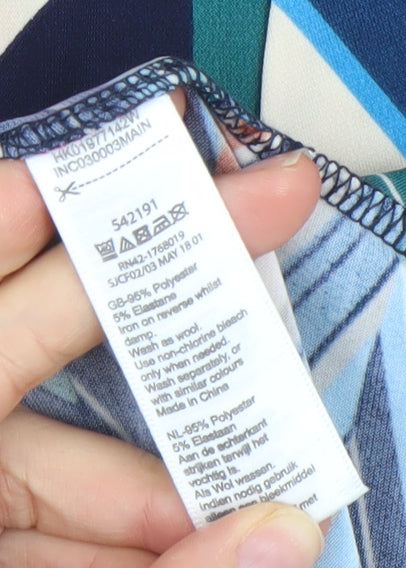 HK01977142W
INC030003MAIN
542191
RN42-1768019
SJCF02/03 MAY 18 01
GB-95% Polyester
5% Elastane
Iron on reverse whilst
damp.
Wash as wool.
Use non-chlorine bleach
only when needed.
Wash separately, or
with similar colours
Made in China
NL-95% Polyester
5% Elastaan
Aan de achterkant
strijken terwijl het
vochtig is.
Als Wol wassen.
Indien nodig gebruik-
bleekmiddel
met